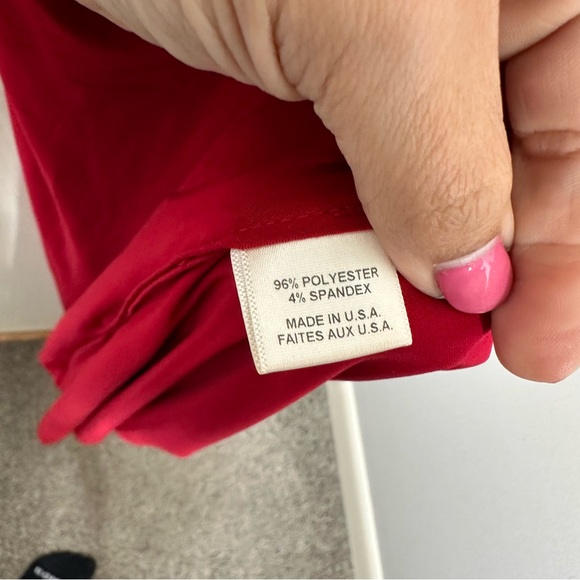 96% POLYESTER
4% SPANDEX
MADE IN U.S.A.
FAITES AUX U.S.A.